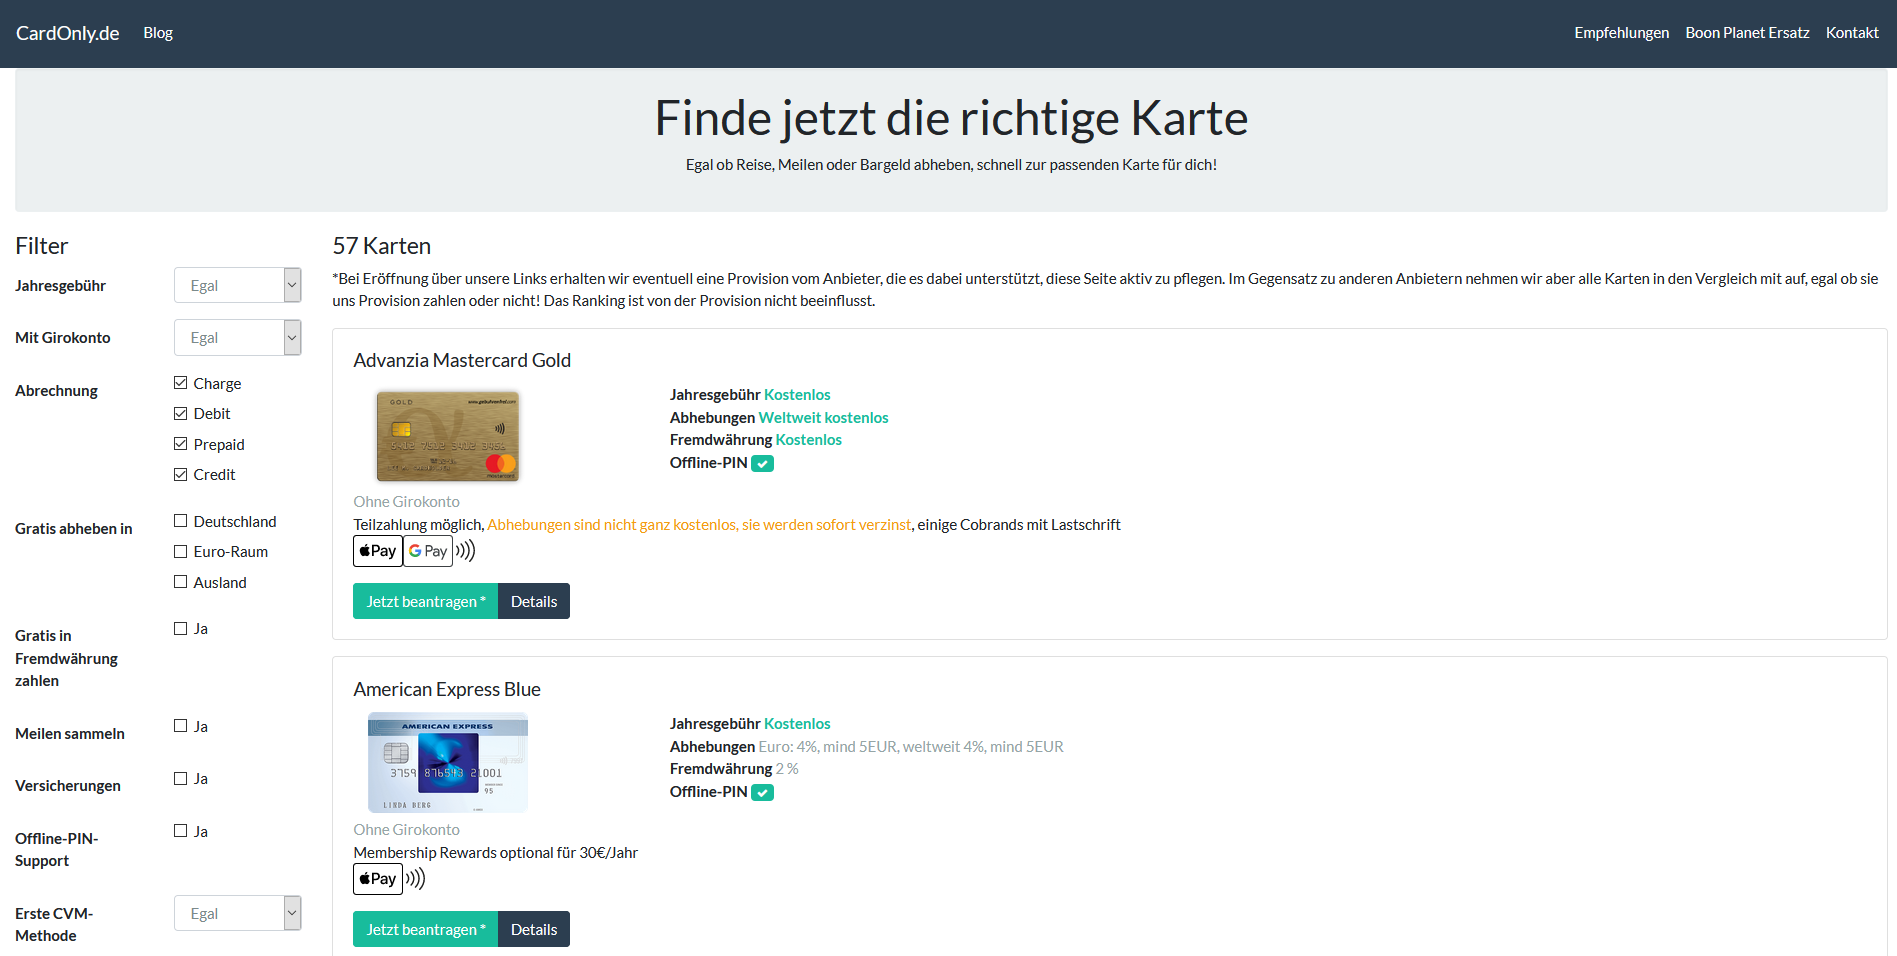 CardOnly.de Blog Empfehlungen Boon Planet Ersatz Kontakt
Finde jetzt die richtige Karte
Egal ob Reise, Meilen oder Bargeld abheben, schnell zur passenden Karte für dich!
Filter
Jahresgebühr Egal
Mit Girokonto Egal
Abrechnung Charge
Debit
Prepaid
Credit
Gratis abheben in Deutschland
Euro-Raum
Ausland
Gratis in Ja
Fremdwährung
zahlen
Meilen sammeln Ja
Versicherungen Ja
Offline-PIN- Ja
Support
Erste CVM- Egal
Methode
57 Karten
*Bei Eröffnung über unsere Links erhalten wir eventuell eine Provision vom Anbieter, die es dabei unterstützt, diese Seite aktiv zu pflegen. Im Gegensatz zu anderen Anbietern nehmen wir aber alle Karten in den Vergleich mit auf, egal ob sie
uns Provision zahlen oder nicht! Das Ranking ist von der Provision nicht beeinflusst.
Advanzia Mastercard Gold
GOLD www.gebuhrenfrei.com
Jahresgebühr Kostenlos
Abhebungen Weltweit kostenlos
Fremdwährung Kostenlos
Offline-PIN
Ohne Girokonto
Teilzahlung möglich, Abhebungen sind nicht ganz kostenlos, sie werden sofort verzinst, einige Cobrands mit Lastschrift
Pay G Pay
Jetzt beantragen * Details
American Express Blue
AMERICAN EXPRESS
3759 876543 21001
95
LINDA BERG
Jahresgebühr Kostenlos
Abhebungen Euro: 4%, mind 5EUR, weltweit 4%, mind 5EUR
Fremdwährung 2 %
Offline-PIN
Ohne Girokonto
Membership Rewards optional für 30€/Jahr
Pay
Jetzt beantragen * Details